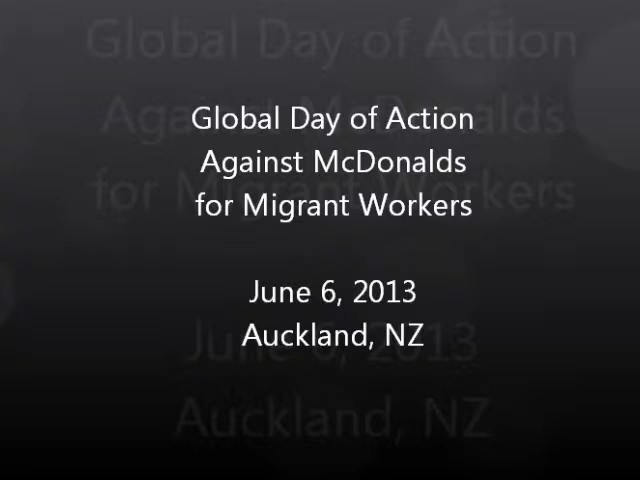 Global Day of Action
Against McDonalds
for Migrant Workers
June 6, 2013
Auckland, NZ